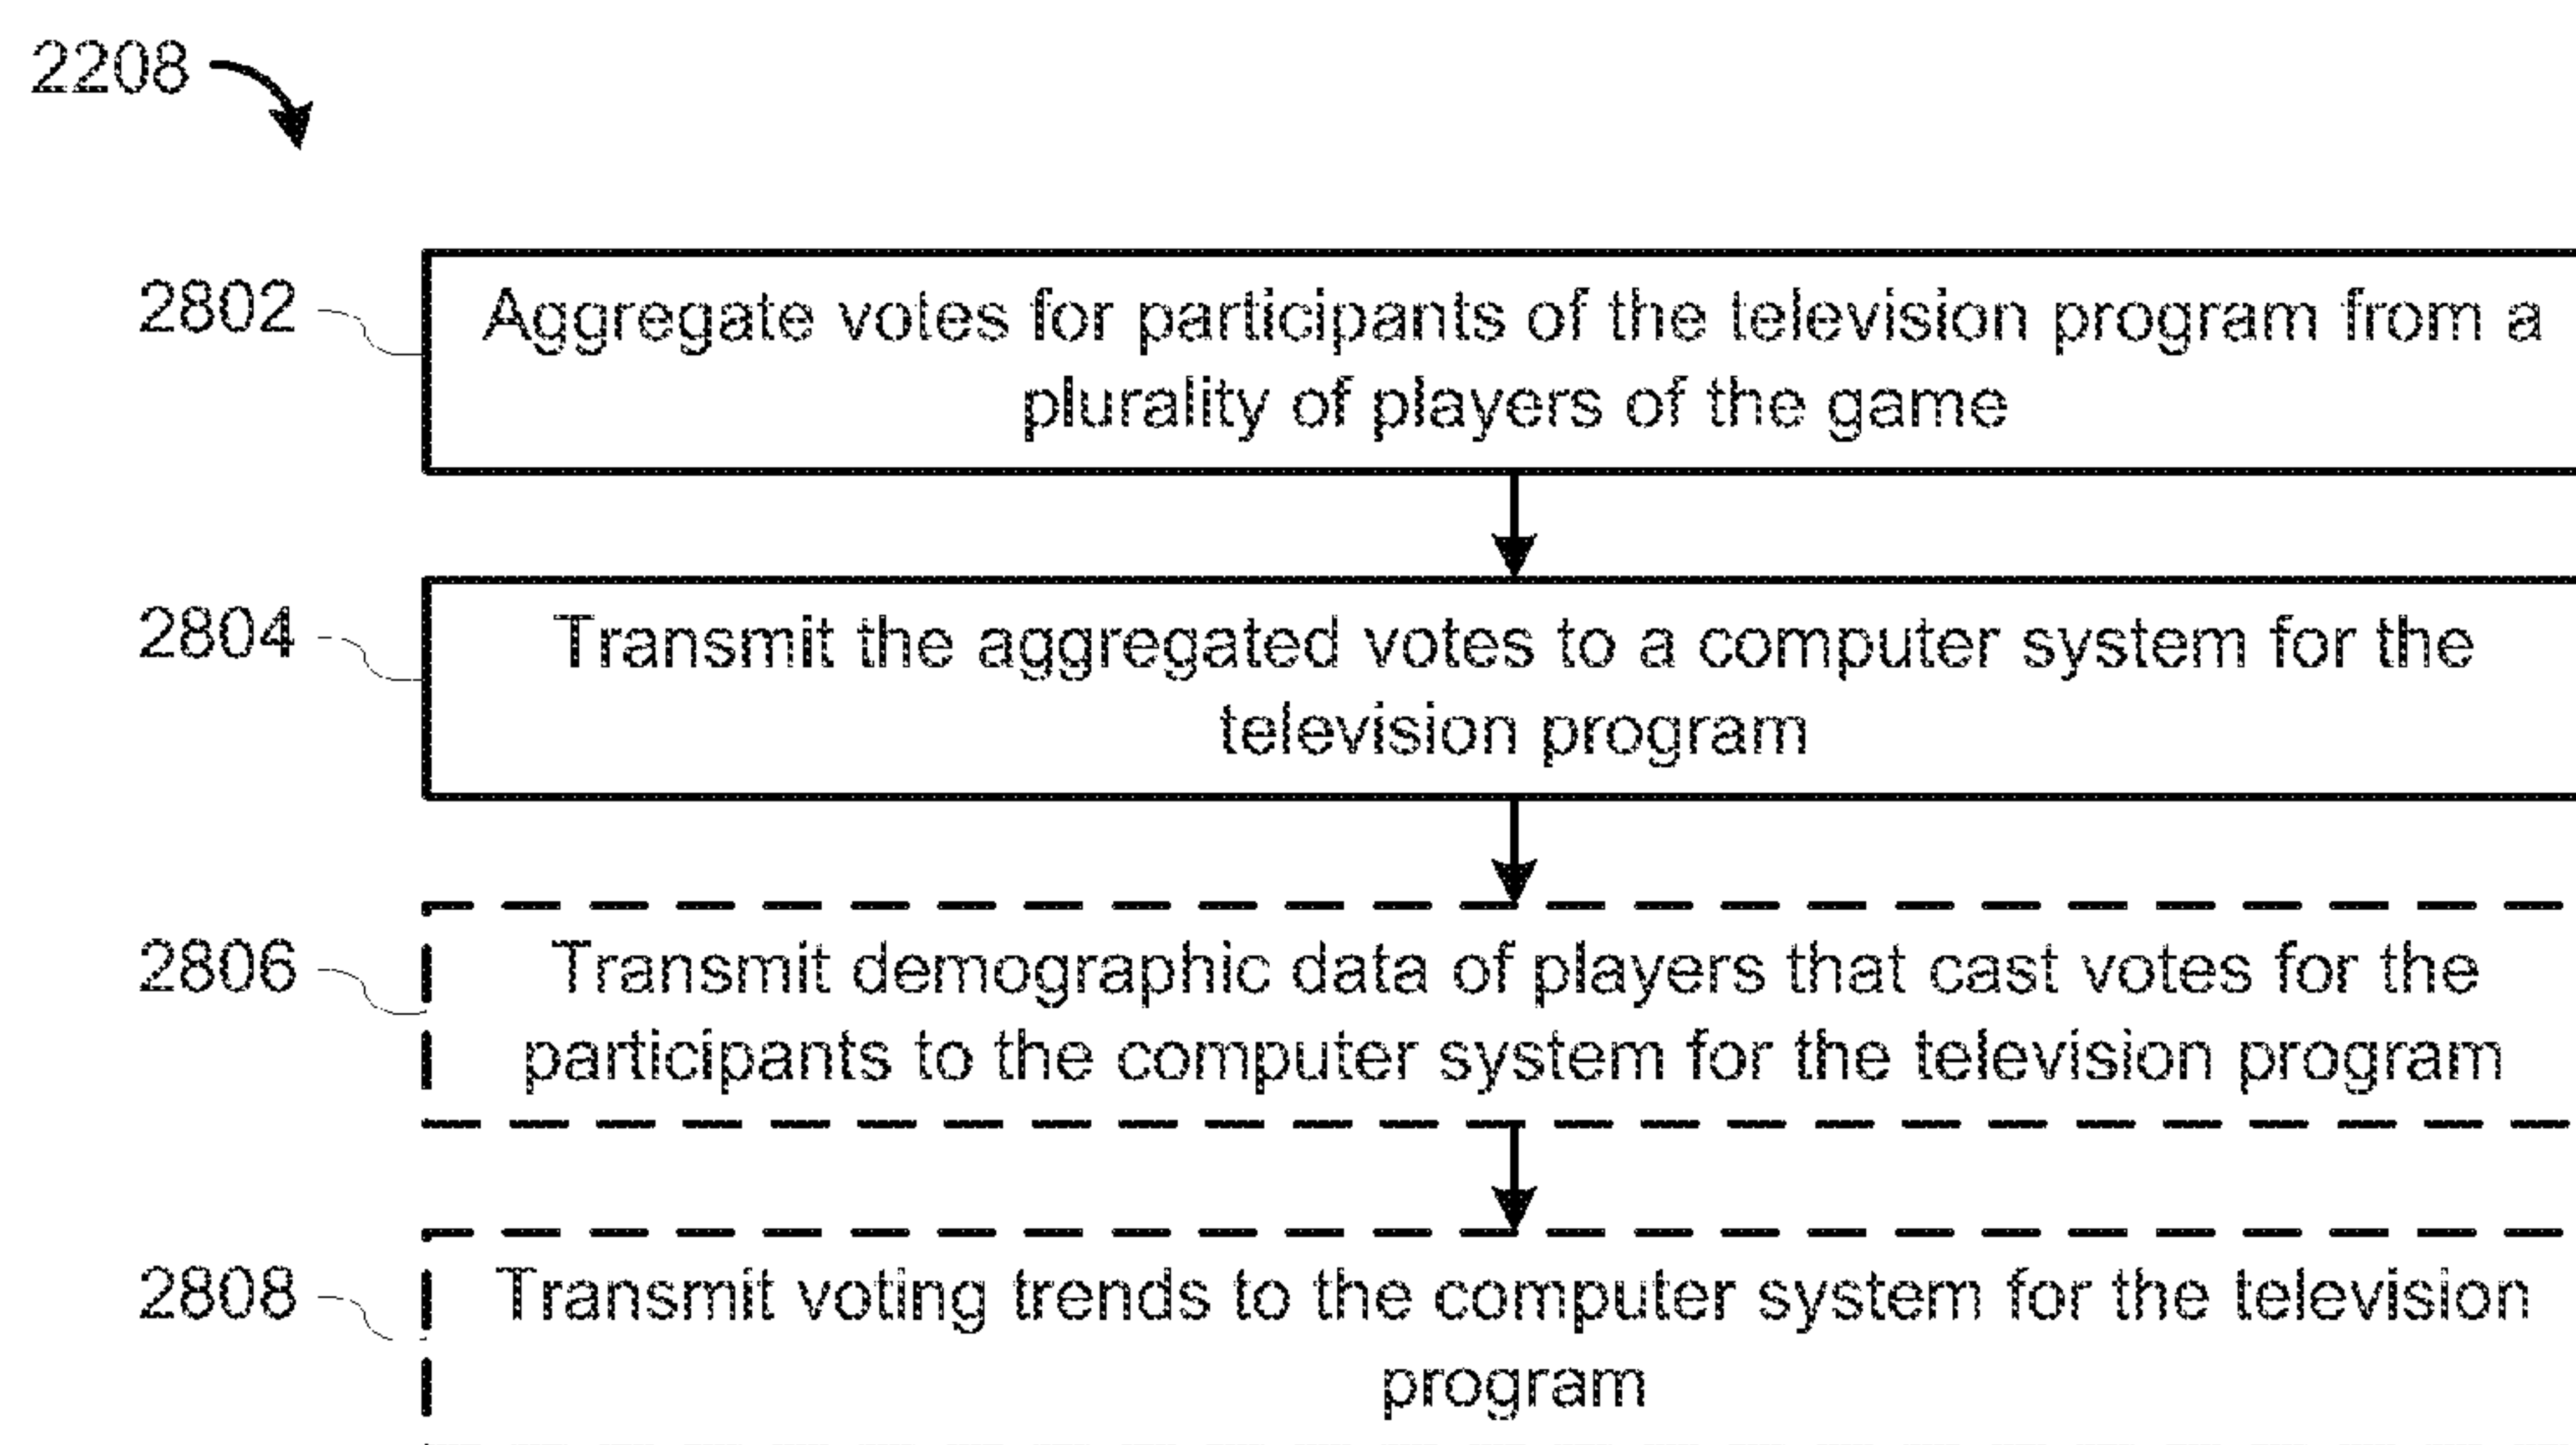 2208
2802
Aggregate votes for participants of the television program from a
plurality of players of the game
2804
Transmit the aggregated votes to a computer system for the
television program
2806
Transmit demographic data of players that cast votes for the
participants to the computer system for the television program
2808
Transmit voting trends to the computer system for the television
program